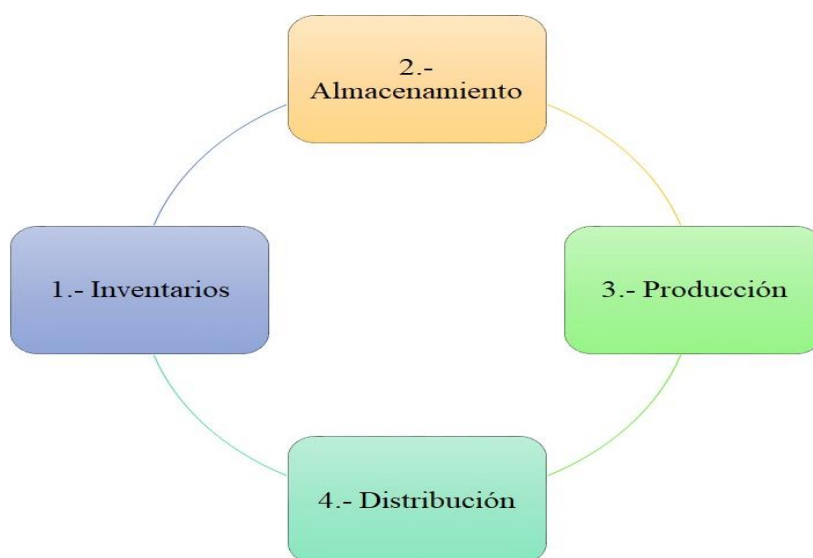 1.- Inventarios
2.-
Almacenamiento
3.- Producción
4.- Distribución